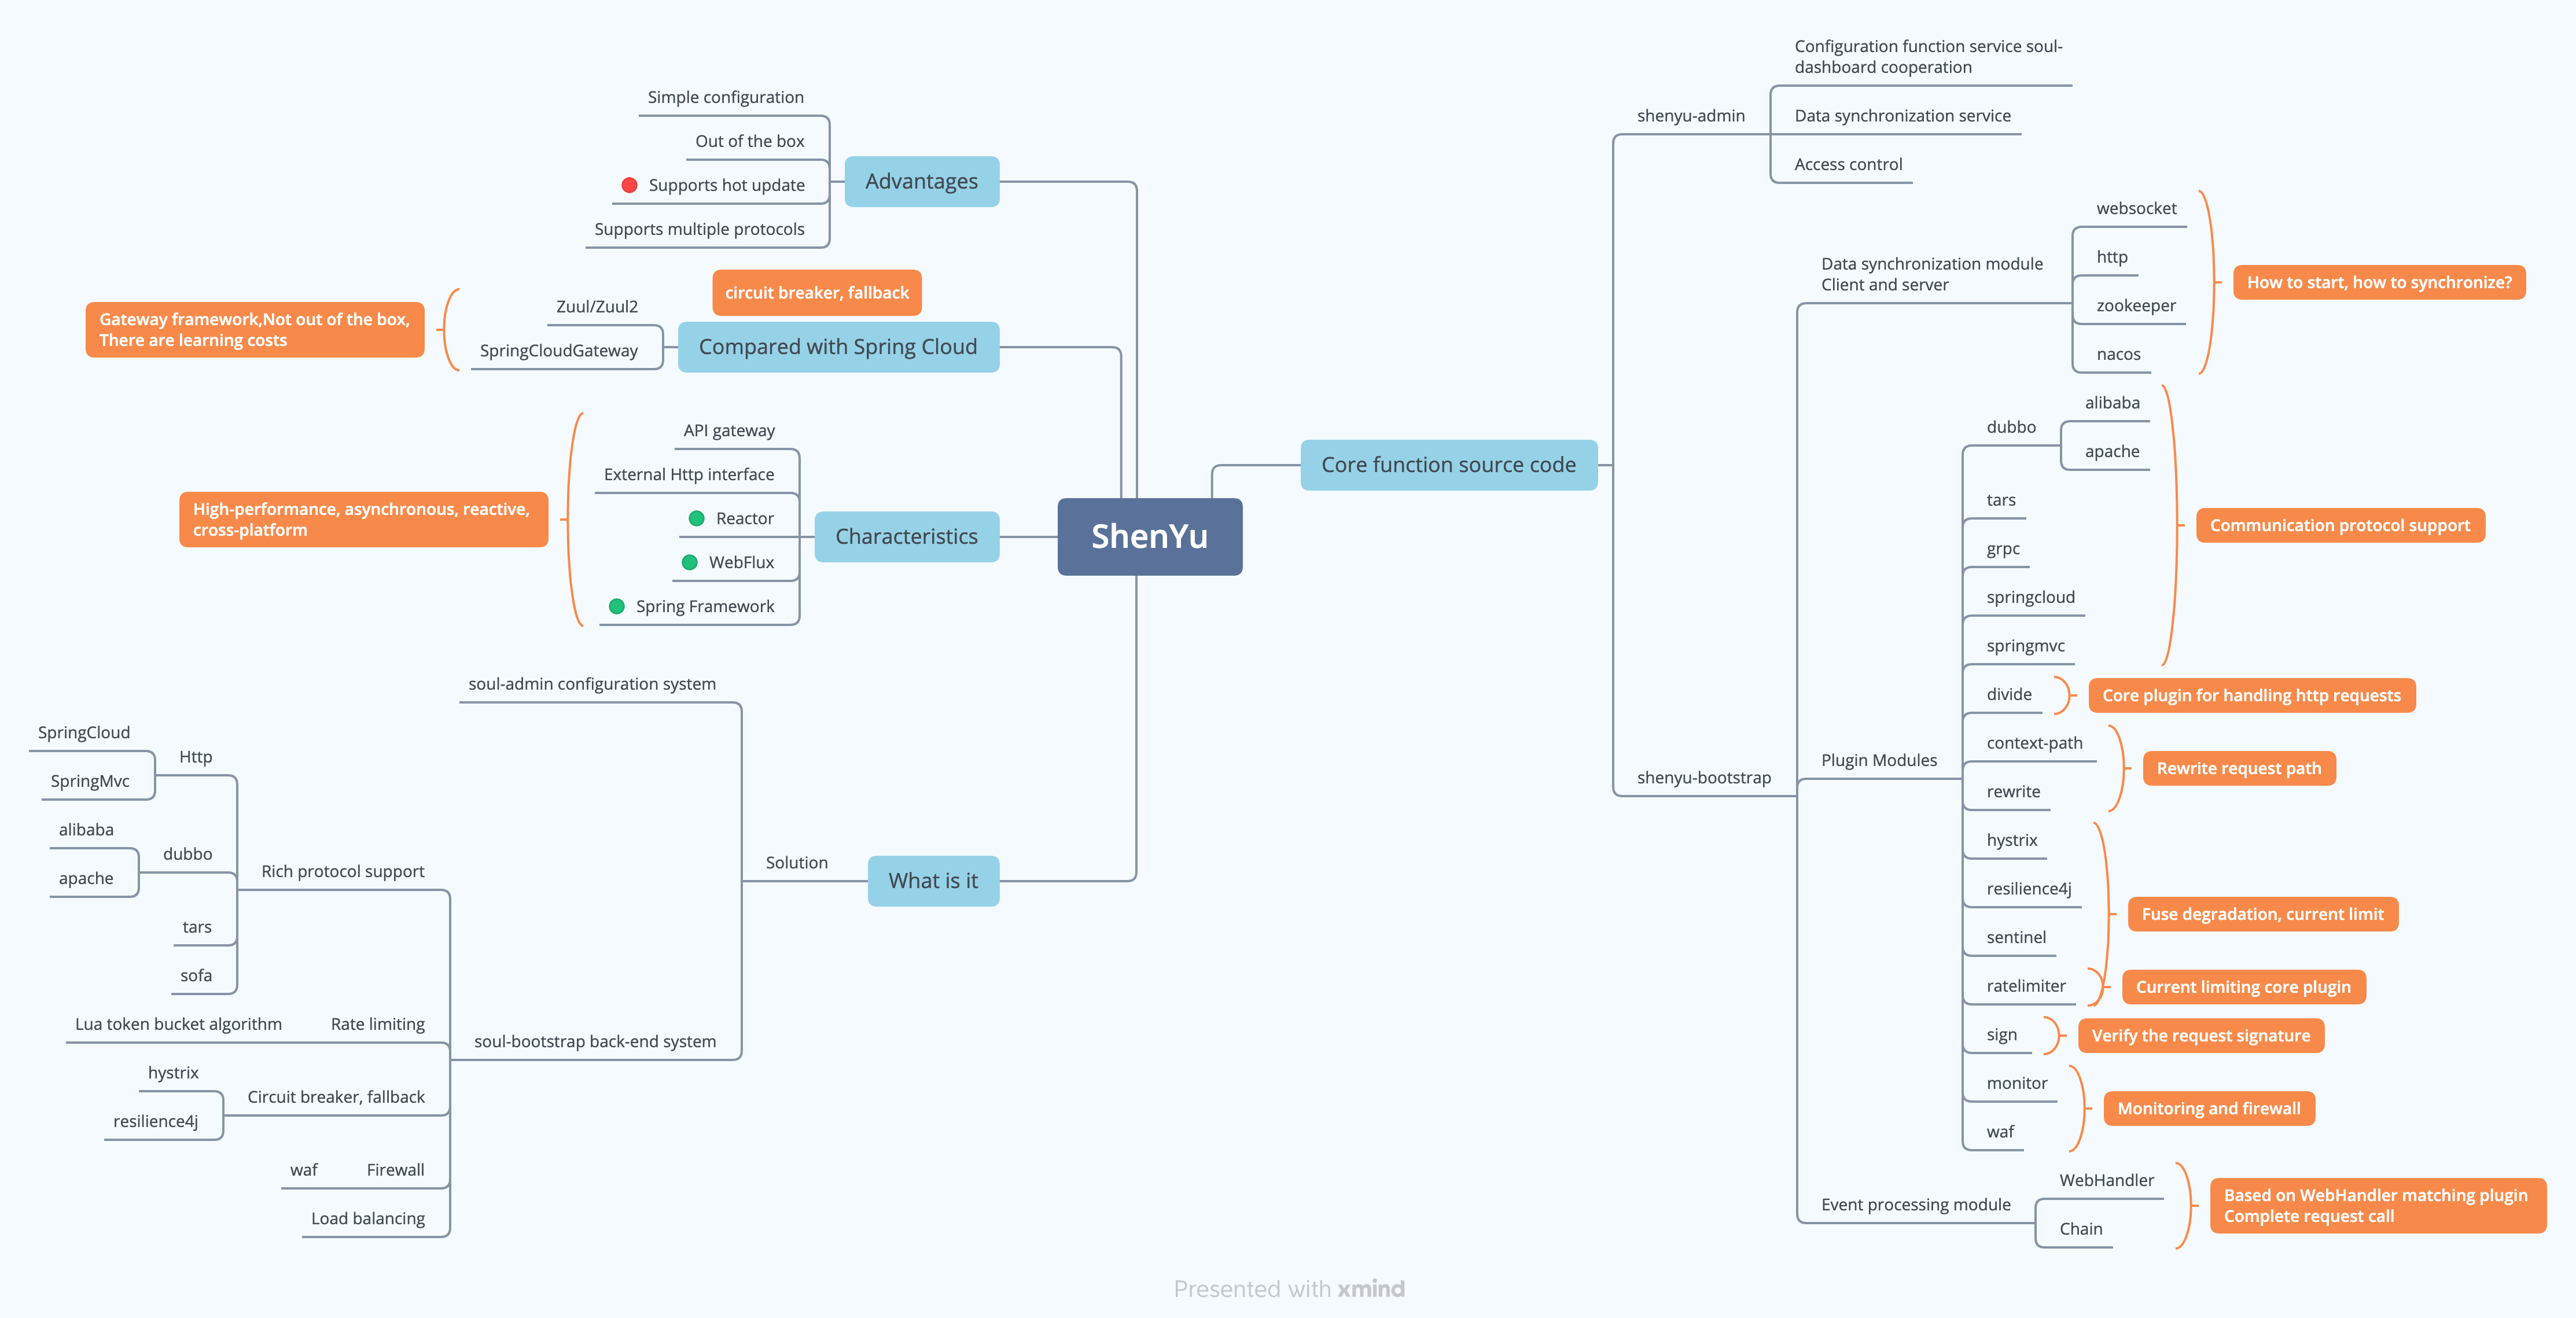 ShenYu
Advantages
Simple configuration
Out of the box
Supports hot update
Supports multiple protocols
circuit breaker, fallback
Compared with Spring Cloud
Zuul/Zuul2
SpringCloudGateway
Gateway framework,Not out of the box,
There are learning costs
Characteristics
API gateway
External Http interface
Reactor
WebFlux
Spring Framework
High-performance, asynchronous, reactive,
cross-platform
What is it
Solution
soul-admin configuration system
soul-bootstrap back-end system
Rich protocol support
Http
SpringCloud
SpringMvc
dubbo
alibaba
apache
tars
sofa
Rate limiting
Lua token bucket algorithm
Circuit breaker, fallback
hystrix
resilience4j
Firewall
waf
Load balancing
Core function source code
shenyu-admin
Configuration function service soul-
dashboard cooperation
Data synchronization service
Access control
shenyu-bootstrap
Data synchronization module
Client and server
websocket
http
zookeeper
nacos
How to start, how to synchronize?
Plugin Modules
dubbo
alibaba
apache
tars
grpc
springcloud
springmvc
Communication protocol support
divide
Core plugin for handling http requests
context-path
rewrite
Rewrite request path
hystrix
resilience4j
sentinel
ratelimiter
Fuse degradation, current limit
Current limiting core plugin
sign
Verify the request signature
monitor
waf
Monitoring and firewall
Event processing module
WebHandler
Chain
Based on WebHandler matching plugin
Complete request call
Presented with xmind